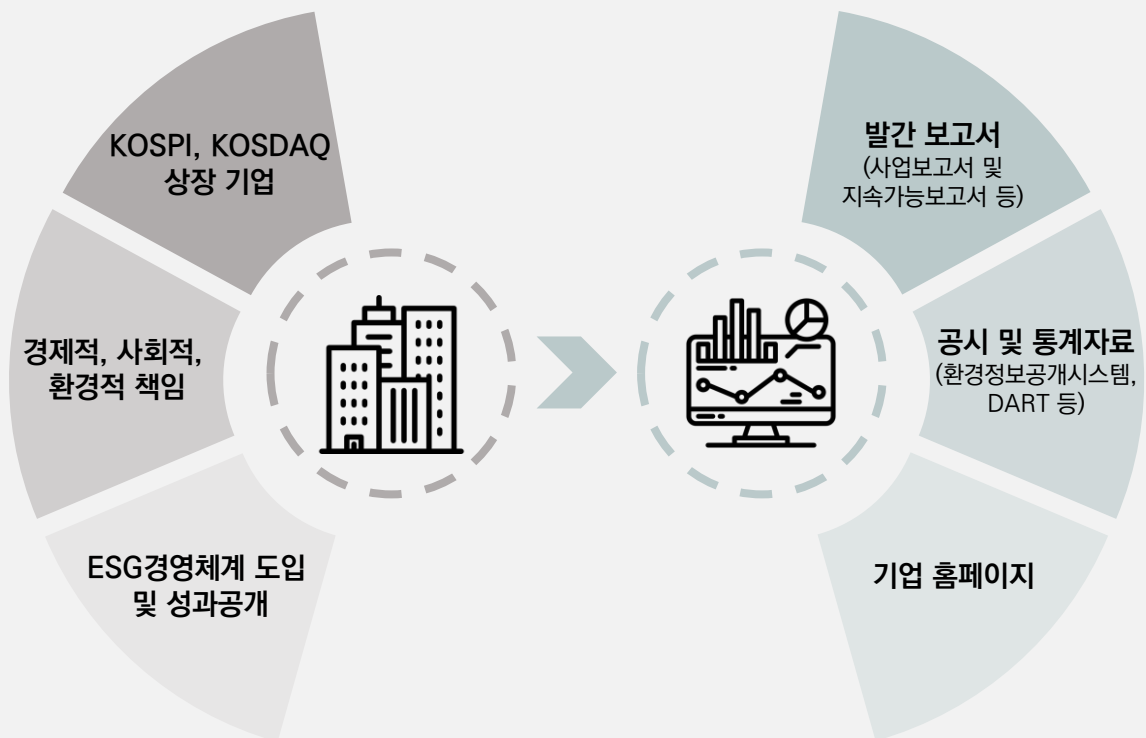 KOSPI, KOSDAQ
상장 기업
경제적, 사회적,
환경적 책임
ESG경영체계 도입
및 성과공개
발간 보고서
(사업보고서 및
지속가능보고서 등)
공시 및 통계자료
(환경정보공개시스템,
DART 등)
기업 홈페이지